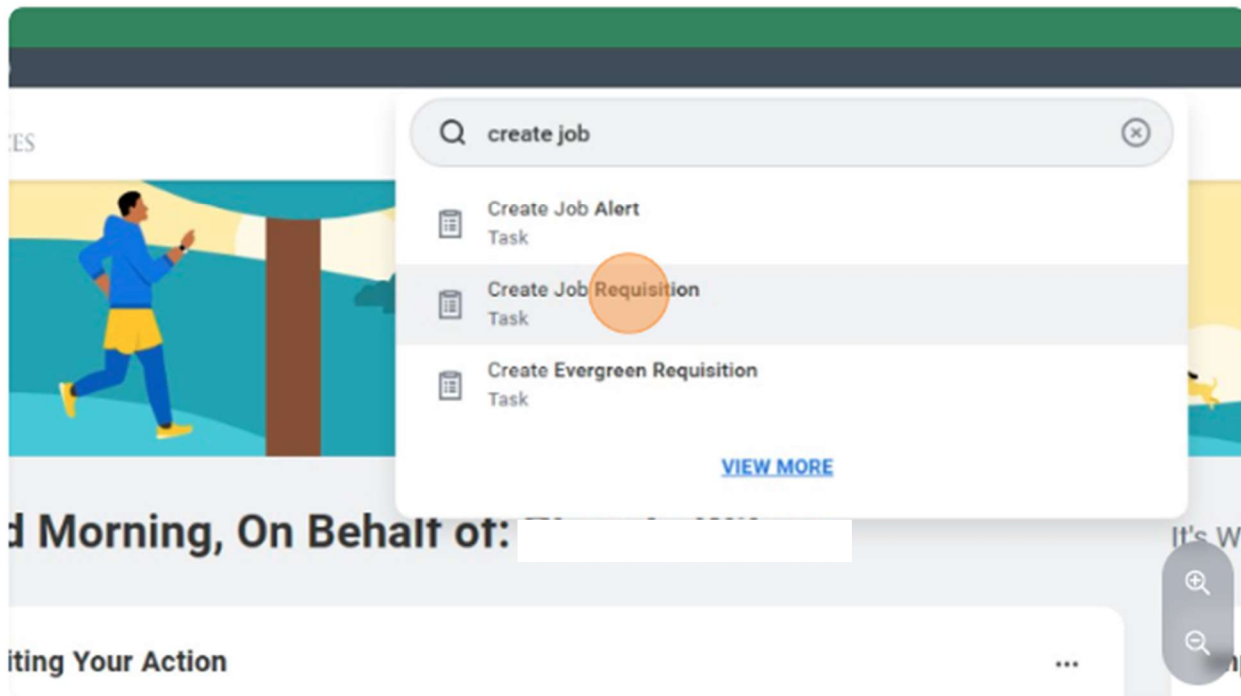 ES
create job
Create Job Alert
Task
Create Job Requisition
Task
Create Evergreen Requisition
Task
VIEW MORE
d Morning, On Behalf of:
It's W
iting Your Action
...